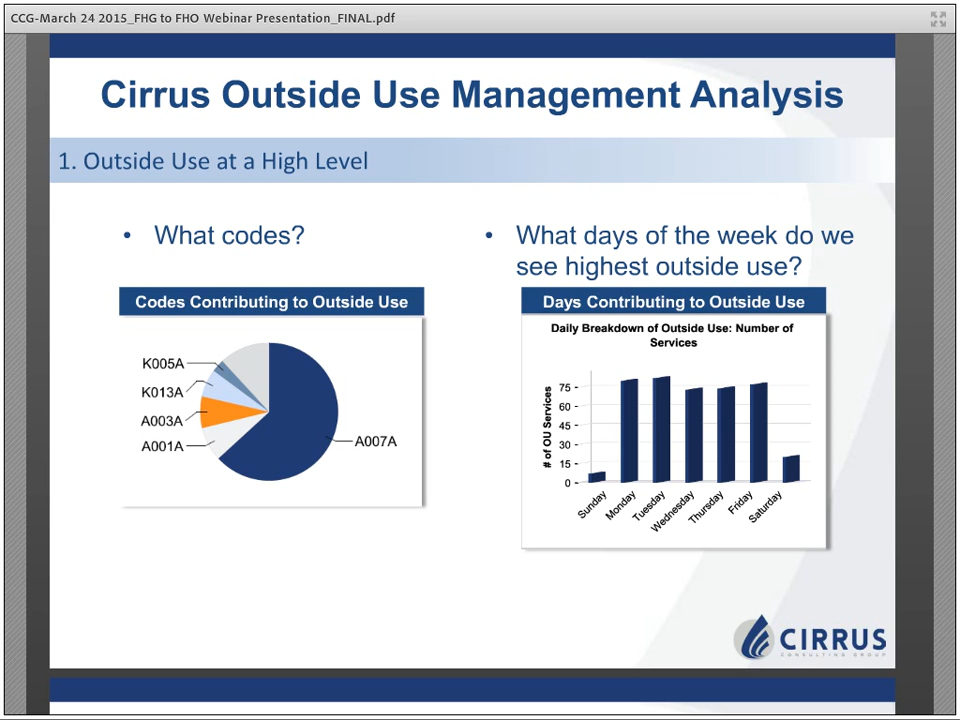 CCG-March 24 2015_FHG to FHO Webinar Presentation_FINAL.pdf
Cirrus Outside Use Management Analysis
1. Outside Use at a High Level
• What codes?
• What days of the week do we
see highest outside use?
Codes Contributing to Outside Use
K005A
K013A
A003A
A001A
A007A
Days Contributing to Outside Use
Daily Breakdown of Outside Use: Number of
Services
# of OU Services
75
60
45
30
15
0
Sunday
Monday
Tuesday
Wednesday
Thursday
Friday
Saturday
CIRRUS
CONSULTING GROUP